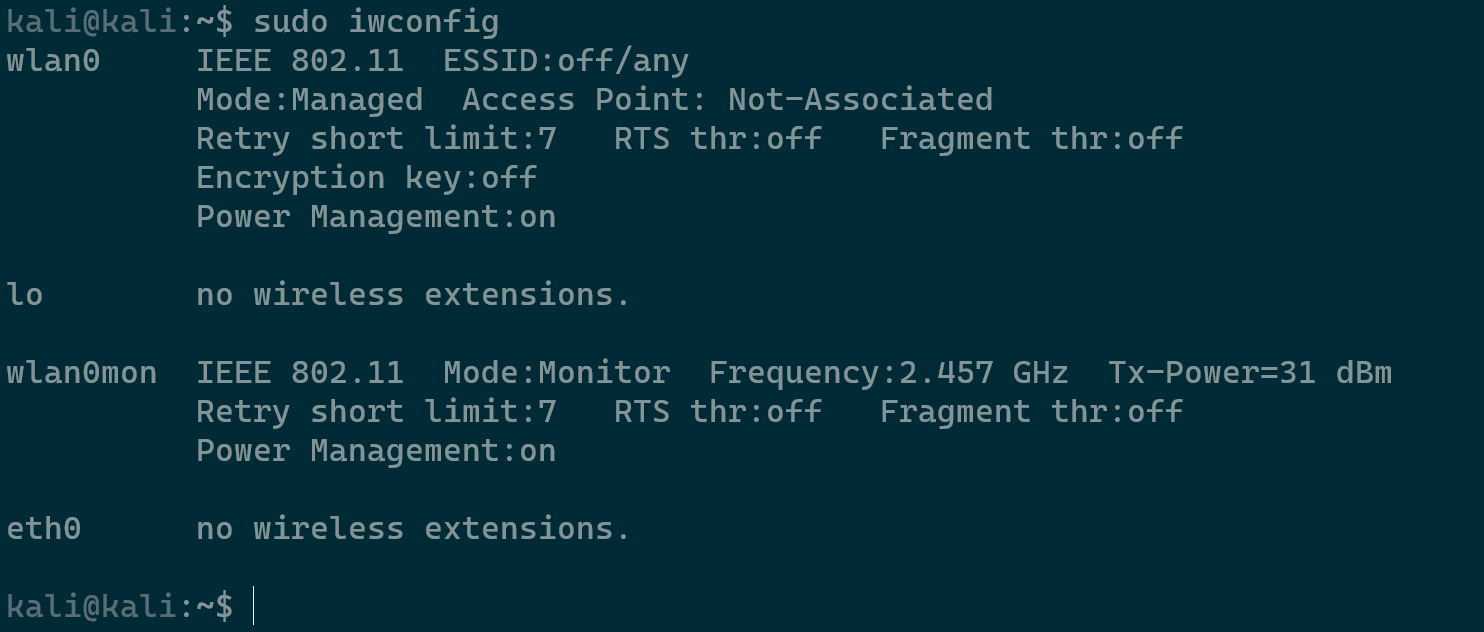 kali@kali:~$ sudo iwconfig
wlan0     IEEE 802.11  ESSID:off/any
          Mode:Managed  Access Point: Not-Associated
          Retry short limit:7   RTS thr:off   Fragment thr:off
          Encryption key:off
          Power Management:on

lo        no wireless extensions.

wlan0mon  IEEE 802.11  Mode:Monitor  Frequency:2.457 GHz  Tx-Power=31 dBm
          Retry short limit:7   RTS thr:off   Fragment thr:off
          Power Management:on

eth0      no wireless extensions.

kali@kali:~$